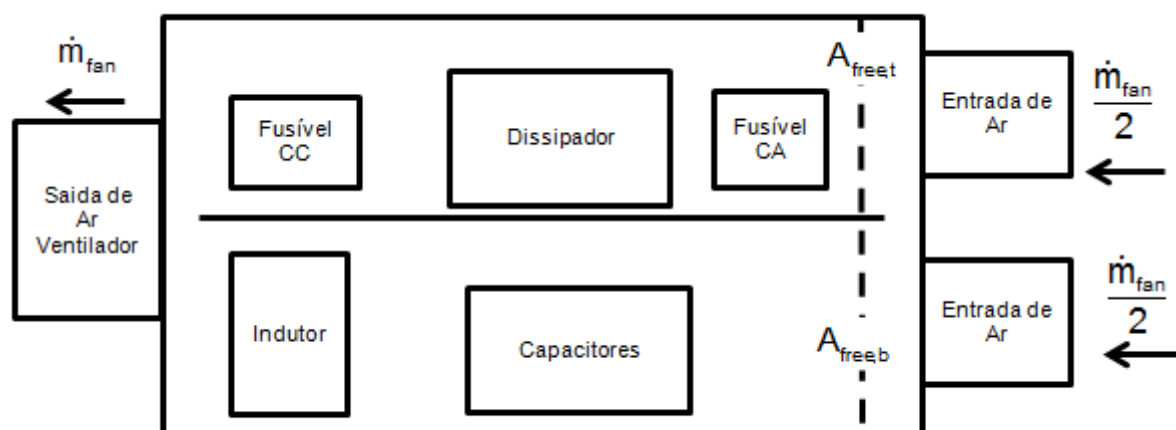 ṁfan
Saida de
Ar
Ventilador
Fusível
CC
Dissipador
Fusível
CA
Afree,t
Entrada de
Ar
ṁfan
2
Indutor
Capacitores
Afree,b
Entrada de
Ar
ṁfan
2